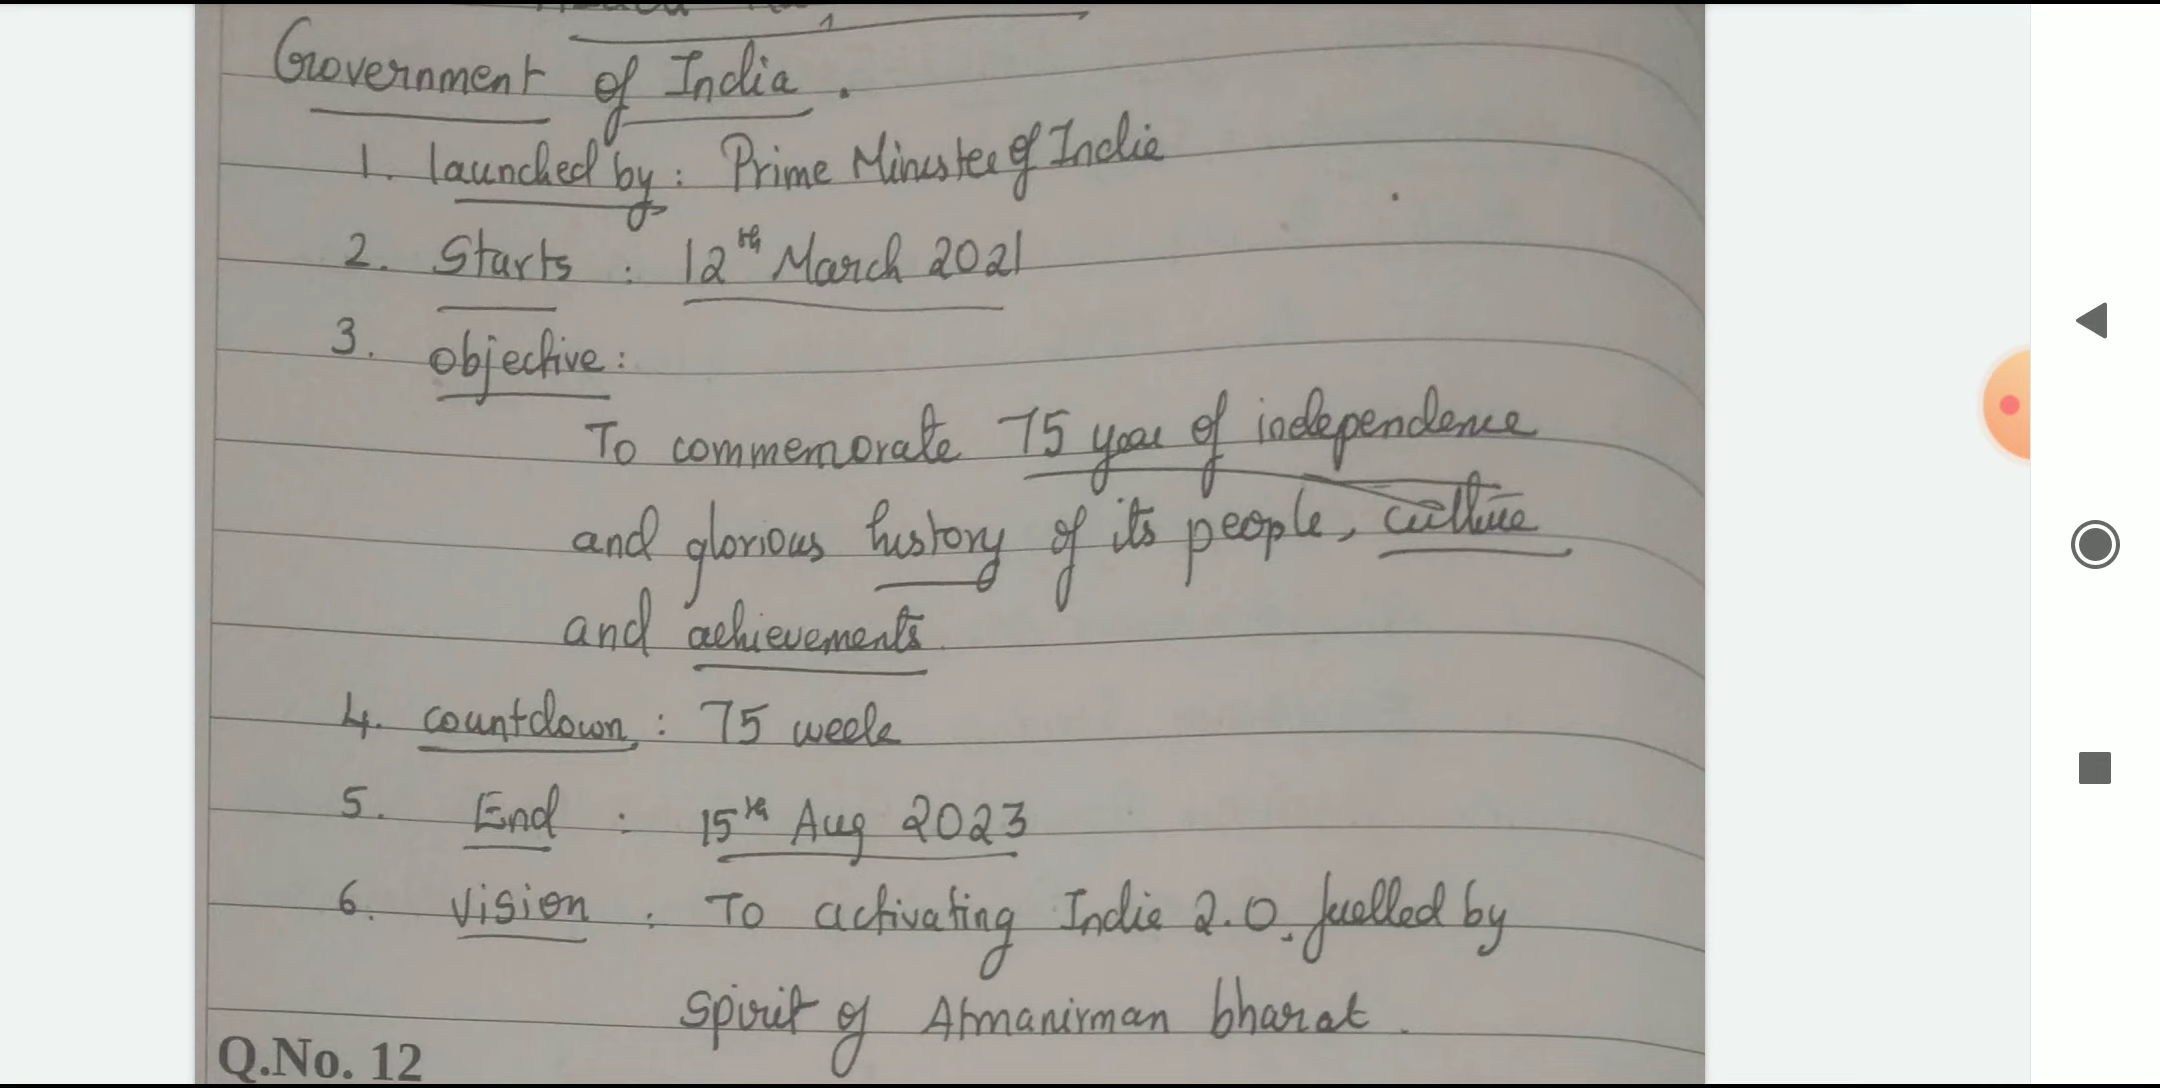 Government of India.
1. launched by: Prime Minister of India
2. Starts : 12th March 2021
3. objective:
To commemorate 75 year of independence
and glorious history of its people, culture
and achievements
4. countdown : 75 week
5. End : 15th Aug 2023
6. Vision : To activating India 2.0 fuelled by
Spirit of Atmanirman bharat.
Q.No. 12